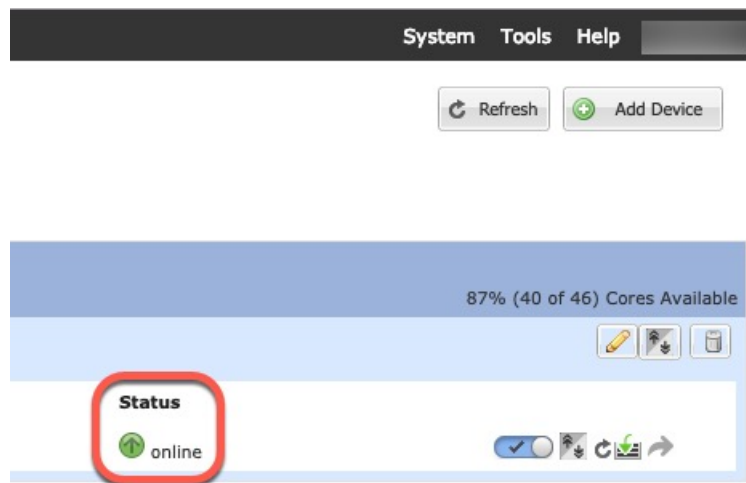 System Tools Help
Refresh Add Device
87% (40 of 46) Cores Available
Status
online